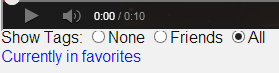 0:00 / 0:10
Show Tags: None Friends All
Currently in favorites